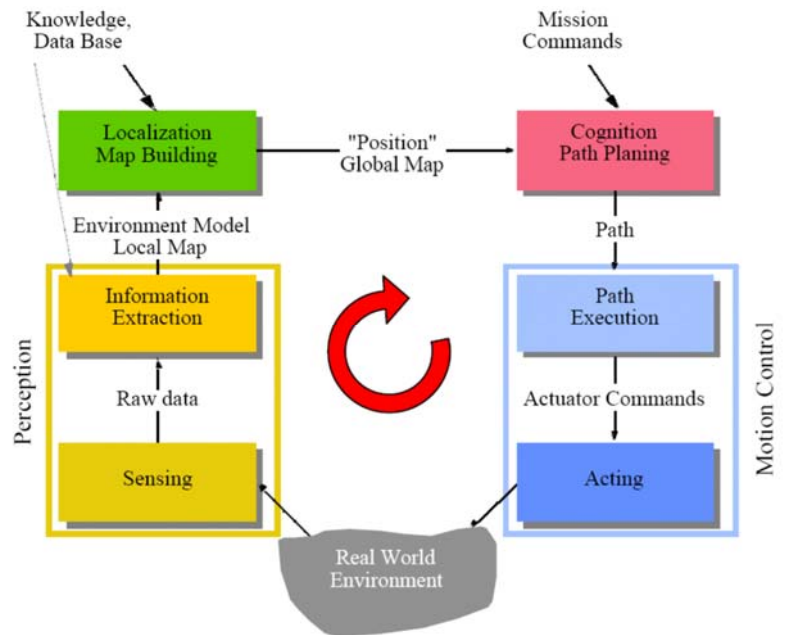 Knowledge,
Data Base
Mission
Commands
Localization
Map Building
"Position"
Global Map
Cognition
Path Planing
Environment Model
Local Map
Path
Information
Extraction
Path
Execution
Perception
Motion Control
Raw data
Actuator Commands
Sensing
Acting
Real World
Environment